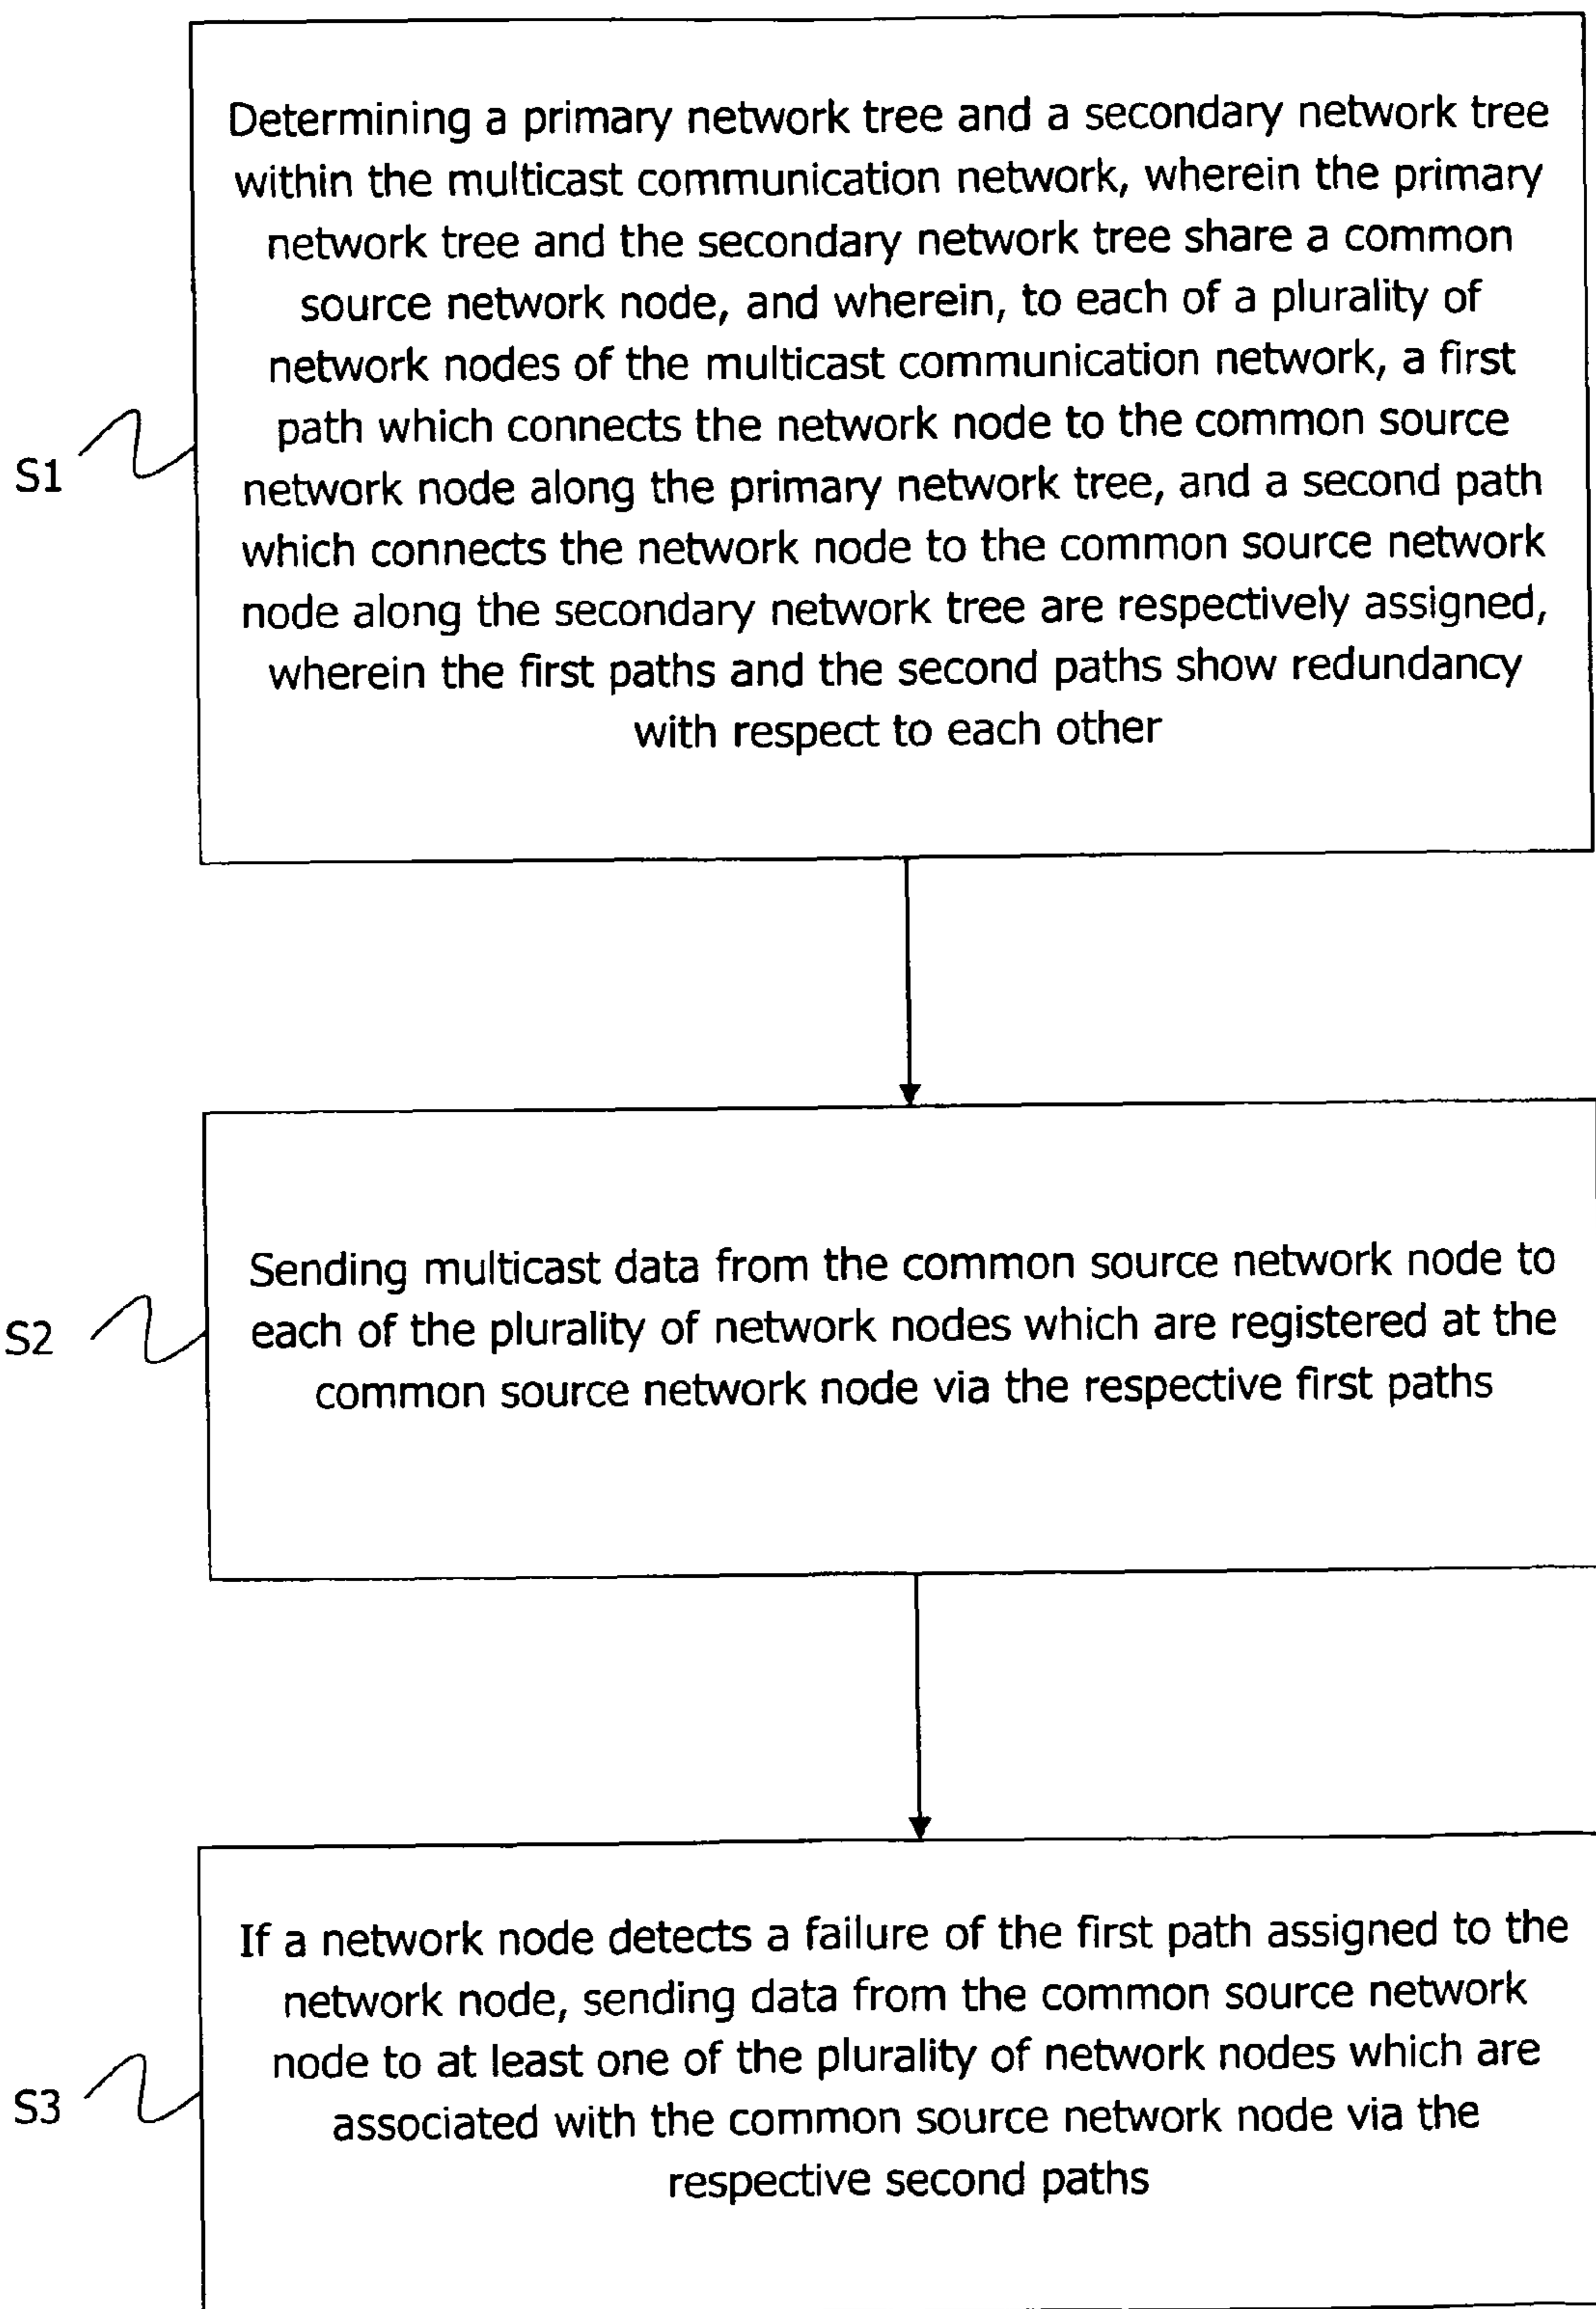 Determining a primary network tree and a secondary network tree
within the multicast communication network, wherein the primary
network tree and the secondary network tree share a common
source network node, and wherein, to each of a plurality of
network nodes of the multicast communication network, a first
path which connects the network node to the common source
S1
network node along the primary network tree, and a second path
which connects the network node to the common source network
node along the secondary network tree are respectively assigned,
wherein the first paths and the second paths show redundancy
with respect to each other
Sending multicast data from the common source network node to
S2
each of the plurality of network nodes which are registered at the
common source network node via the respective first paths
If a network node detects a failure of the first path assigned to the
network node, sending data from the common source network
node to at least one of the plurality of network nodes which are
S3
associated with the common source network node via the
respective second paths